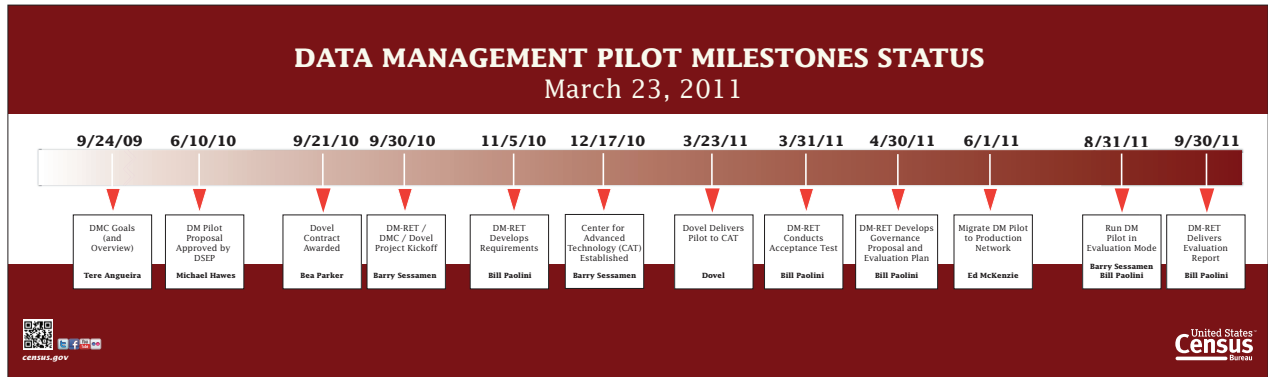 DATA MANAGEMENT PILOT MILESTONES STATUS
March 23, 2011
9/24/09
6/10/10
9/21/10
9/30/10
11/5/10
12/17/10
3/23/11
3/31/11
4/30/11
6/1/11
8/31/11
9/30/11
DMC Goals
(and
Overview)
Tere Angueira
DM Pilot
Proposal
Approved by
DSEP
Michael Hawes
Dovel
Contract
Awarded
Bea Parker
DM-RET /
DMC / Dovel
Project Kickoff
Barry Sessamen
DM-RET
Develops
Requirements
Bill Paolini
Center for
Advanced
Technology (CAT)
Established
Barry Sessamen
Dovel Delivers
Pilot to CAT
Dovel
DM-RET
Conducts
Acceptance Test
Bill Paolini
DM-RET Develops
Governance
Proposal and
Evaluation Plan
Bill Paolini
Migrate DM Pilot
to Production
Network
Ed McKenzie
Run DM
Pilot in
Evaluation Mode
Barry Sessamen
Bill Paolini
DM-RET
Delivers
Evaluation
Report
Bill Paolini
census.gov
United States
Census
Bureau